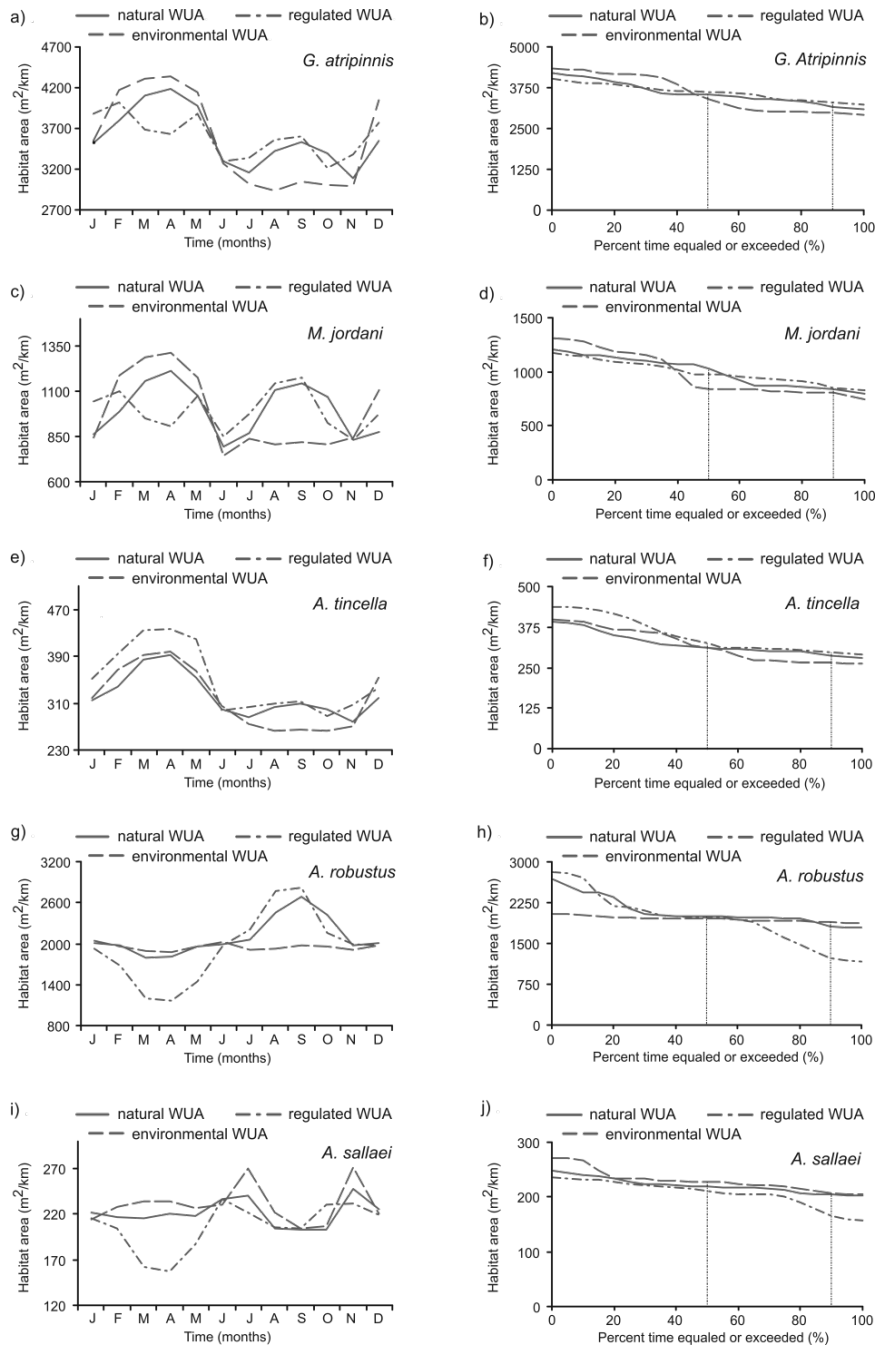 a)
natural WUA
regulated WUA
environmental WUA
G. atripinnis
Habitat area (m²/km)
4700
4200
3700
3200
2700
J F M A M J J A S O N D
Time (months)
b)
natural WUA
regulated WUA
environmental WUA
G. Atripinnis
Habitat area (m²/km)
5000
3750
2500
1250
0
0 20 40 60 80 100
Percent time equaled or exceeded (%)
c)
natural WUA
regulated WUA
environmental WUA
M. jordani
Habitat area (m²/km)
1350
1100
850
600
J F M A M J J A S O N D
Time (months)
d)
natural WUA
regulated WUA
environmental WUA
M. jordani
Habitat area (m²/km)
1500
1000
500
0
0 20 40 60 80 100
Percent time equaled or exceeded (%)
e)
natural WUA
regulated WUA
environmental WUA
A. tincella
Habitat area (m²/km)
470
390
310
230
J F M A M J J A S O N D
Time (months)
f)
natural WUA
regulated WUA
environmental WUA
A. tincella
Habitat area (m²/km)
500
375
250
125
0
0 20 40 60 80 100
Percent time equaled or exceeded (%)
g)
natural WUA
regulated WUA
environmental WUA
A. robustus
Habitat area (m²/km)
3200
2600
2000
1400
800
J F M A M J J A S O N D
Time (months)
h)
natural WUA
regulated WUA
environmental WUA
A. robustus
Habitat area (m²/km)
3000
2250
1500
750
0
0 20 40 60 80 100
Percent time equaled or exceeded (%)
i)
natural WUA
regulated WUA
environmental WUA
A. sallaei
Habitat area (m²/km)
270
220
170
120
J F M A M J J A S O N D
Time (months)
j)
natural WUA
regulated WUA
environmental WUA
A. sallaei
Habitat area (m²/km)
300
200
100
0
0 20 40 60 80 100
Percent time equaled or exceeded (%)